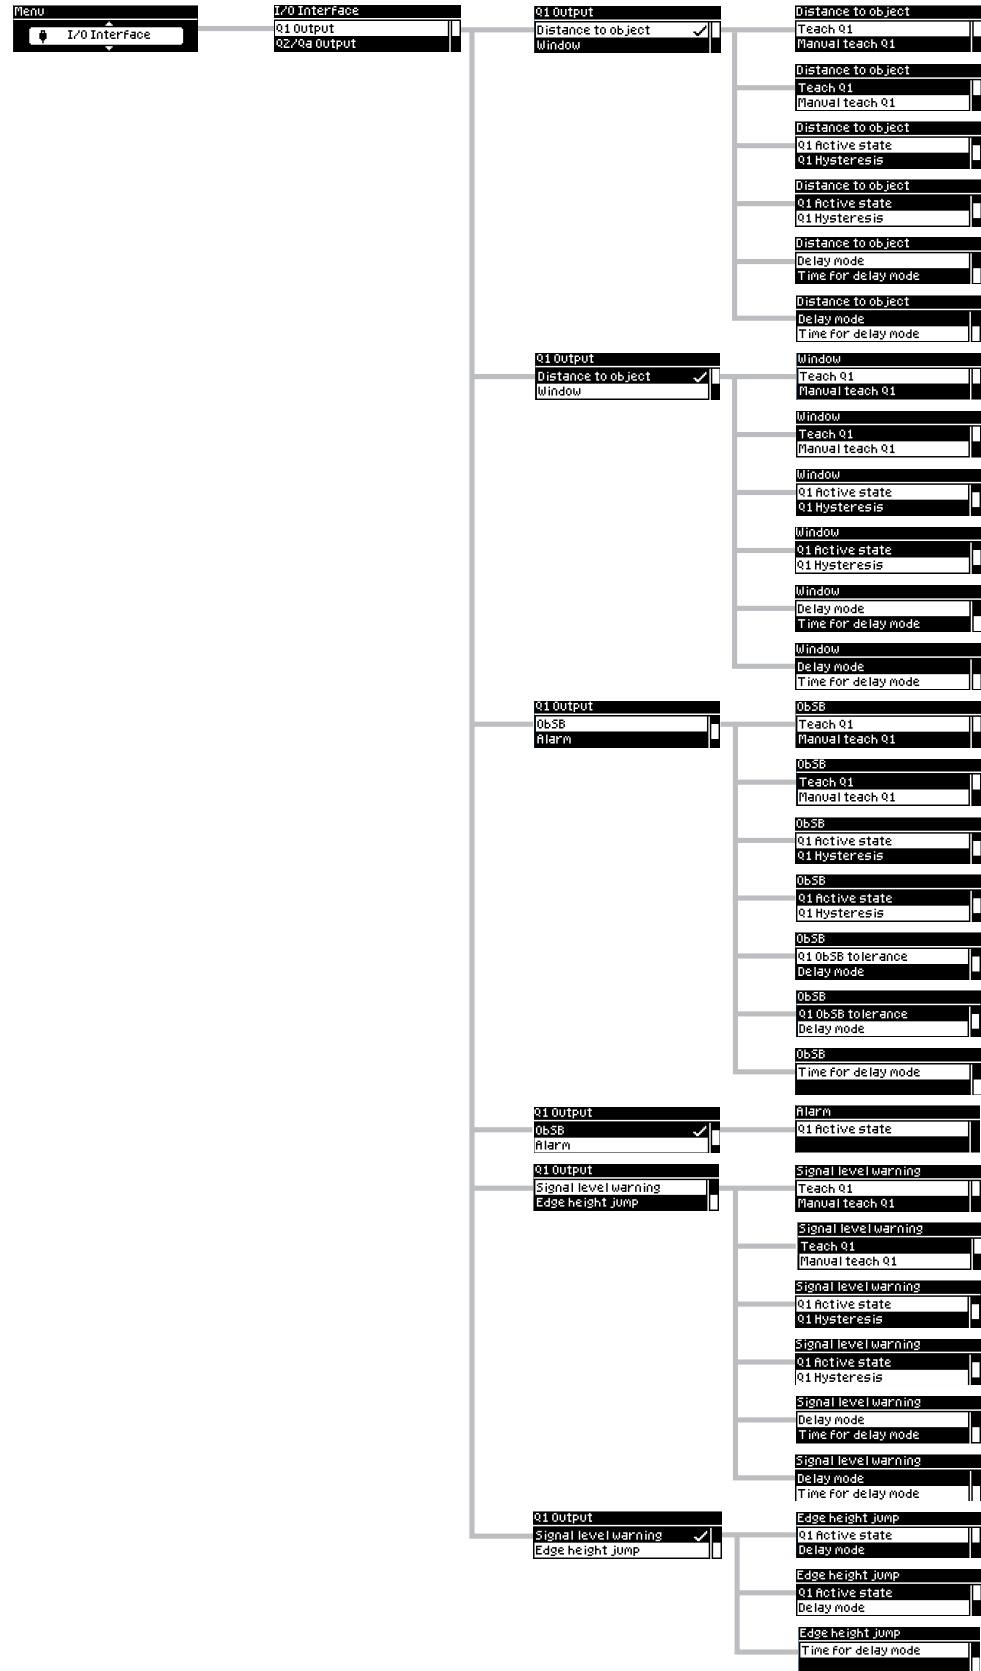 Menu
I/O Interface
I/O Interface
Q1 Output
Q2/Qa Output
Q1 Output
Distance to object
Window
Distance to object
Teach Q1
Manual teach Q1
Distance to object
Teach Q1
Manual teach Q1
Distance to object
Q1 Active state
Q1 Hysteresis
Distance to object
Q1 Active state
Q1 Hysteresis
Distance to object
Delay mode
Time for delay mode
Distance to object
Delay mode
Time for delay mode
Q1 Output
Distance to object
Window
Window
Teach Q1
Manual teach Q1
Window
Teach Q1
Manual teach Q1
Window
Q1 Active state
Q1 Hysteresis
Window
Q1 Active state
Q1 Hysteresis
Window
Delay mode
Time for delay mode
Window
Delay mode
Time for delay mode
Q1 Output
ObSB
Alarm
ObSB
Teach Q1
Manual teach Q1
ObSB
Teach Q1
Manual teach Q1
ObSB
Q1 Active state
Q1 Hysteresis
ObSB
Q1 Active state
Q1 Hysteresis
ObSB
Q1 ObSB tolerance
Delay mode
ObSB
Q1 ObSB tolerance
Delay mode
ObSB
Time for delay mode
Q1 Output
ObSB
Alarm
Alarm
Q1 Active state
Q1 Output
Signal level warning
Edge height jump
Signal level warning
Teach Q1
Manual teach Q1
Signal level warning
Teach Q1
Manual teach Q1
Signal level warning
Q1 Active state
Q1 Hysteresis
Signal level warning
Q1 Active state
Q1 Hysteresis
Signal level warning
Delay mode
Time for delay mode
Signal level warning
Delay mode
Time for delay mode
Q1 Output
Signal level warning
Edge height jump
Edge height jump
Q1 Active state
Delay mode
Edge height jump
Q1 Active state
Delay mode
Edge height jump
Time for delay mode